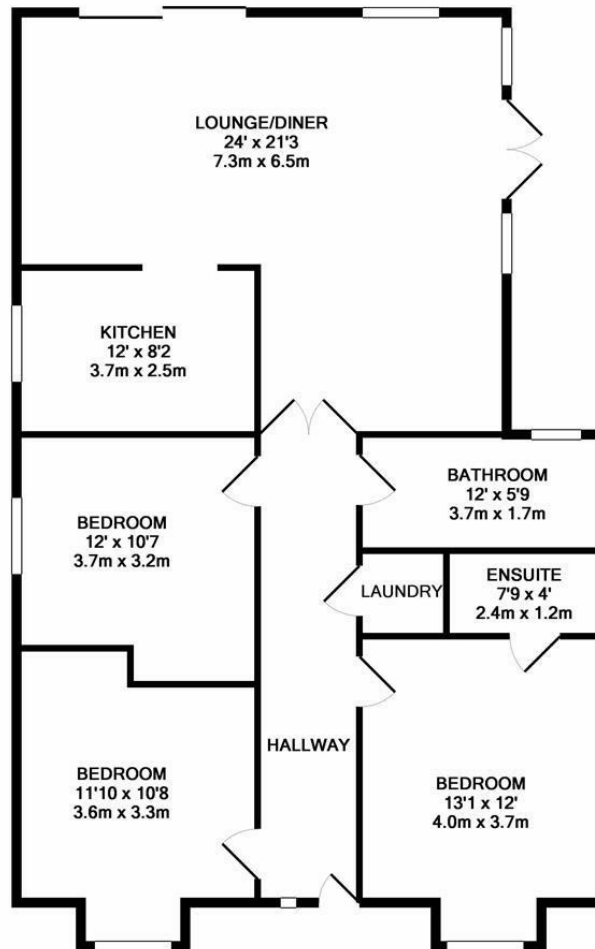 LOUNGE/DINER
24' x 21'3
7.3m x 6.5m
KITCHEN
12' x 8'2
3.7m x 2.5m
BEDROOM
12' x 10'7
3.7m x 3.2m
BATHROOM
12' x 5'9
3.7m x 1.7m
LAUNDRY
ENSUITE
7'9 x 4'
2.4m x 1.2m
HALLWAY
BEDROOM
11'10 x 10'8
3.6m x 3.3m
BEDROOM
13'1 x 12'
4.0m x 3.7m